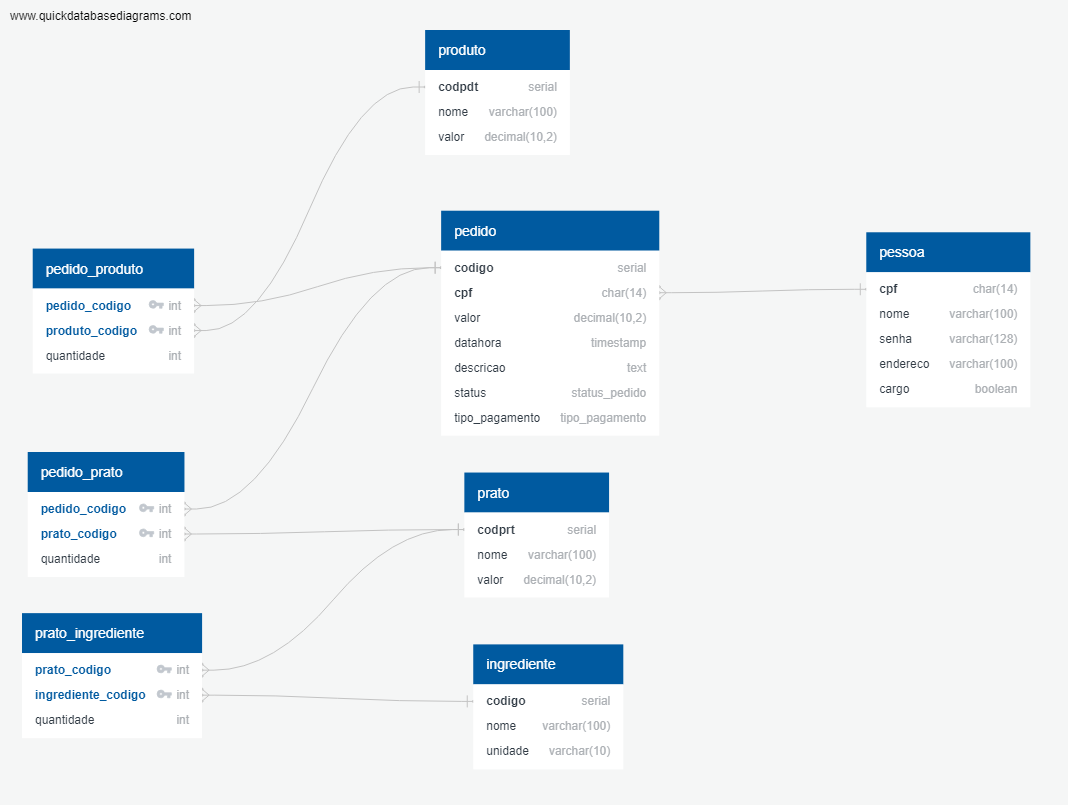 www.quickdatabasediagrams.com
produto
codpdt serial
nome varchar(100)
valor decimal(10,2)
pedido
codigo serial
cpf char(14)
valor decimal(10,2)
datahora timestamp
descricao text
status status_pedido
tipo_pagamento tipo_pagamento
pessoa
cpf char(14)
nome varchar(100)
senha varchar(128)
endereco varchar(100)
cargo boolean
pedido_produto
pedido_codigo int
produto_codigo int
quantidade int
pedido_prato
pedido_codigo int
prato_codigo int
quantidade int
prato
codprt serial
nome varchar(100)
valor decimal(10,2)
prato_ingrediente
prato_codigo int
ingrediente_codigo int
quantidade int
ingrediente
codigo serial
nome varchar(100)
unidade varchar(10)